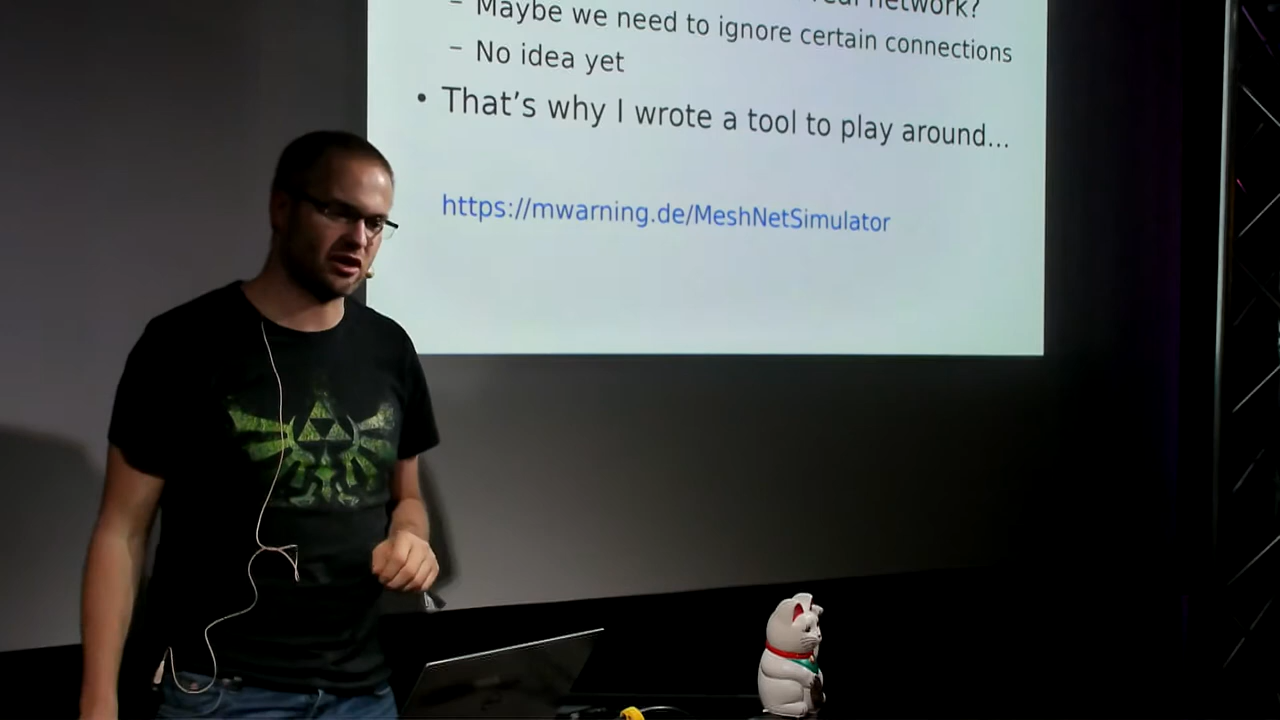 network?
– Maybe we need to ignore certain connections
– No idea yet
• That's why I wrote a tool to play around...
https://mwarning.de/MeshNetSimulator